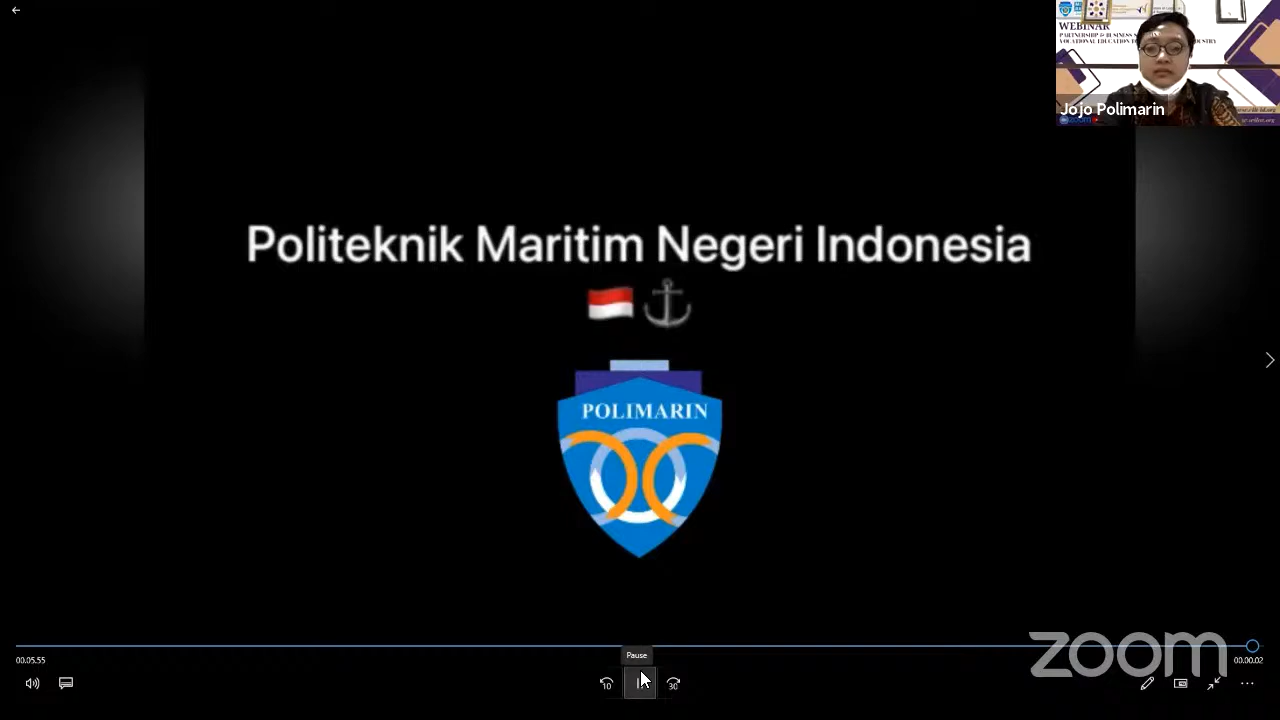 WEBINAR
Jojo Polimarin
Politeknik Maritim Negeri Indonesia
POLIMARIN
00.05.55
Pause
00.00.02
10
30
zoom